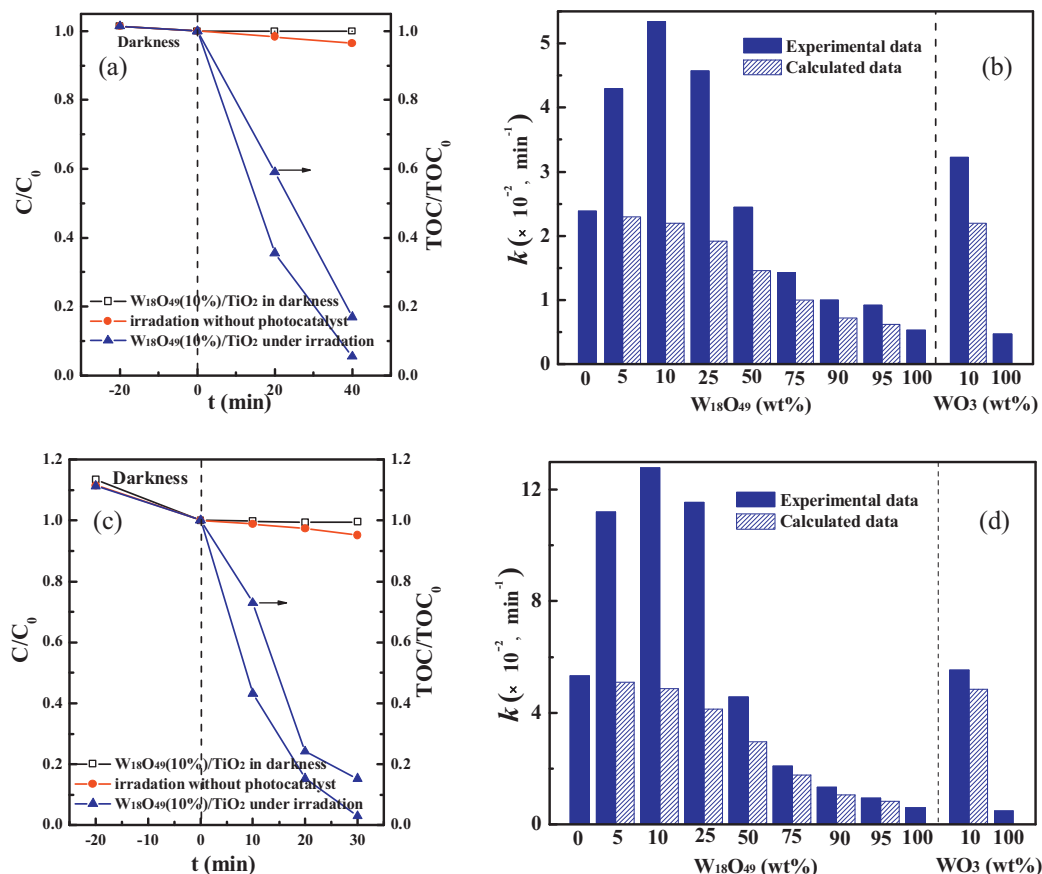 (a)
Darkness
C/C0
TOC/TOC0
1.0
0.8
0.6
0.4
0.2
0.0
1.0
0.8
0.6
0.4
0.2
0.0
W18O49(10%)/TiO2 in darkness
irradation without photocatalyst
W18O49(10%)/TiO2 under irradiation
-20 0 20 40
t (min)
(b)
Experimental data
Calculated data
k (× 10-2, min-1)
5
4
3
2
1
0
0 5 10 25 50 75 90 95 100 10 100
W18O49 (wt%) WO3 (wt%)
(c)
Darkness
C/C0
TOC/TOC0
1.2
1.0
0.8
0.6
0.4
0.2
0.0
1.2
1.0
0.8
0.6
0.4
0.2
0.0
W18O49(10%)/TiO2 in darkness
irradation without photocatalyst
W18O49(10%)/TiO2 under irradiation
-20 -10 0 10 20 30
t (min)
(d)
Experimental data
Calculated data
k (× 10-2, min-1)
12
8
4
0
0 5 10 25 50 75 90 95 100 10 100
W18O49 (wt%) WO3 (wt%)